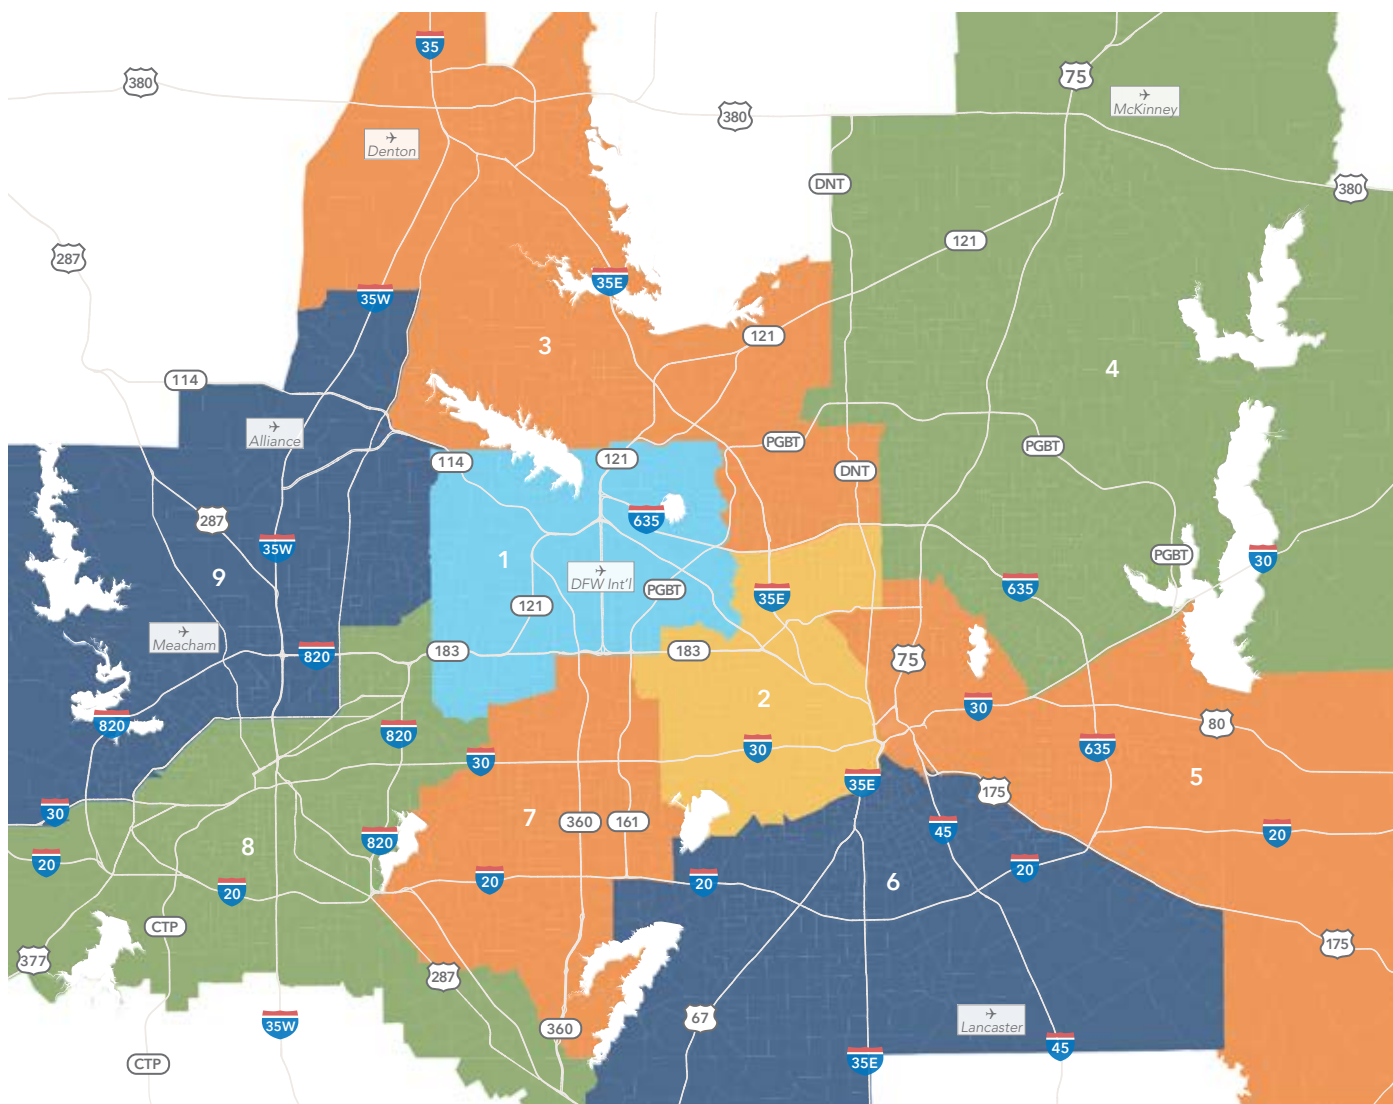 35
75
380
McKinney
380
Denton
DNT
380
121
287
35E
35W
121
3
4
114
Alliance
PGBT
PGBT
114
121
DNT
287
635
35W
PGBT
30
1
9
DFW Int'l
635
PGBT
35E
121
Meacham
820
183
183
75
2
30
820
80
820
30
30
635
35E
5
175
30
7
360
161
45
20
820
8
20
20
6
20
20
20
CTP
175
377
287
67
Lancaster
35W
360
45
35E
CTP